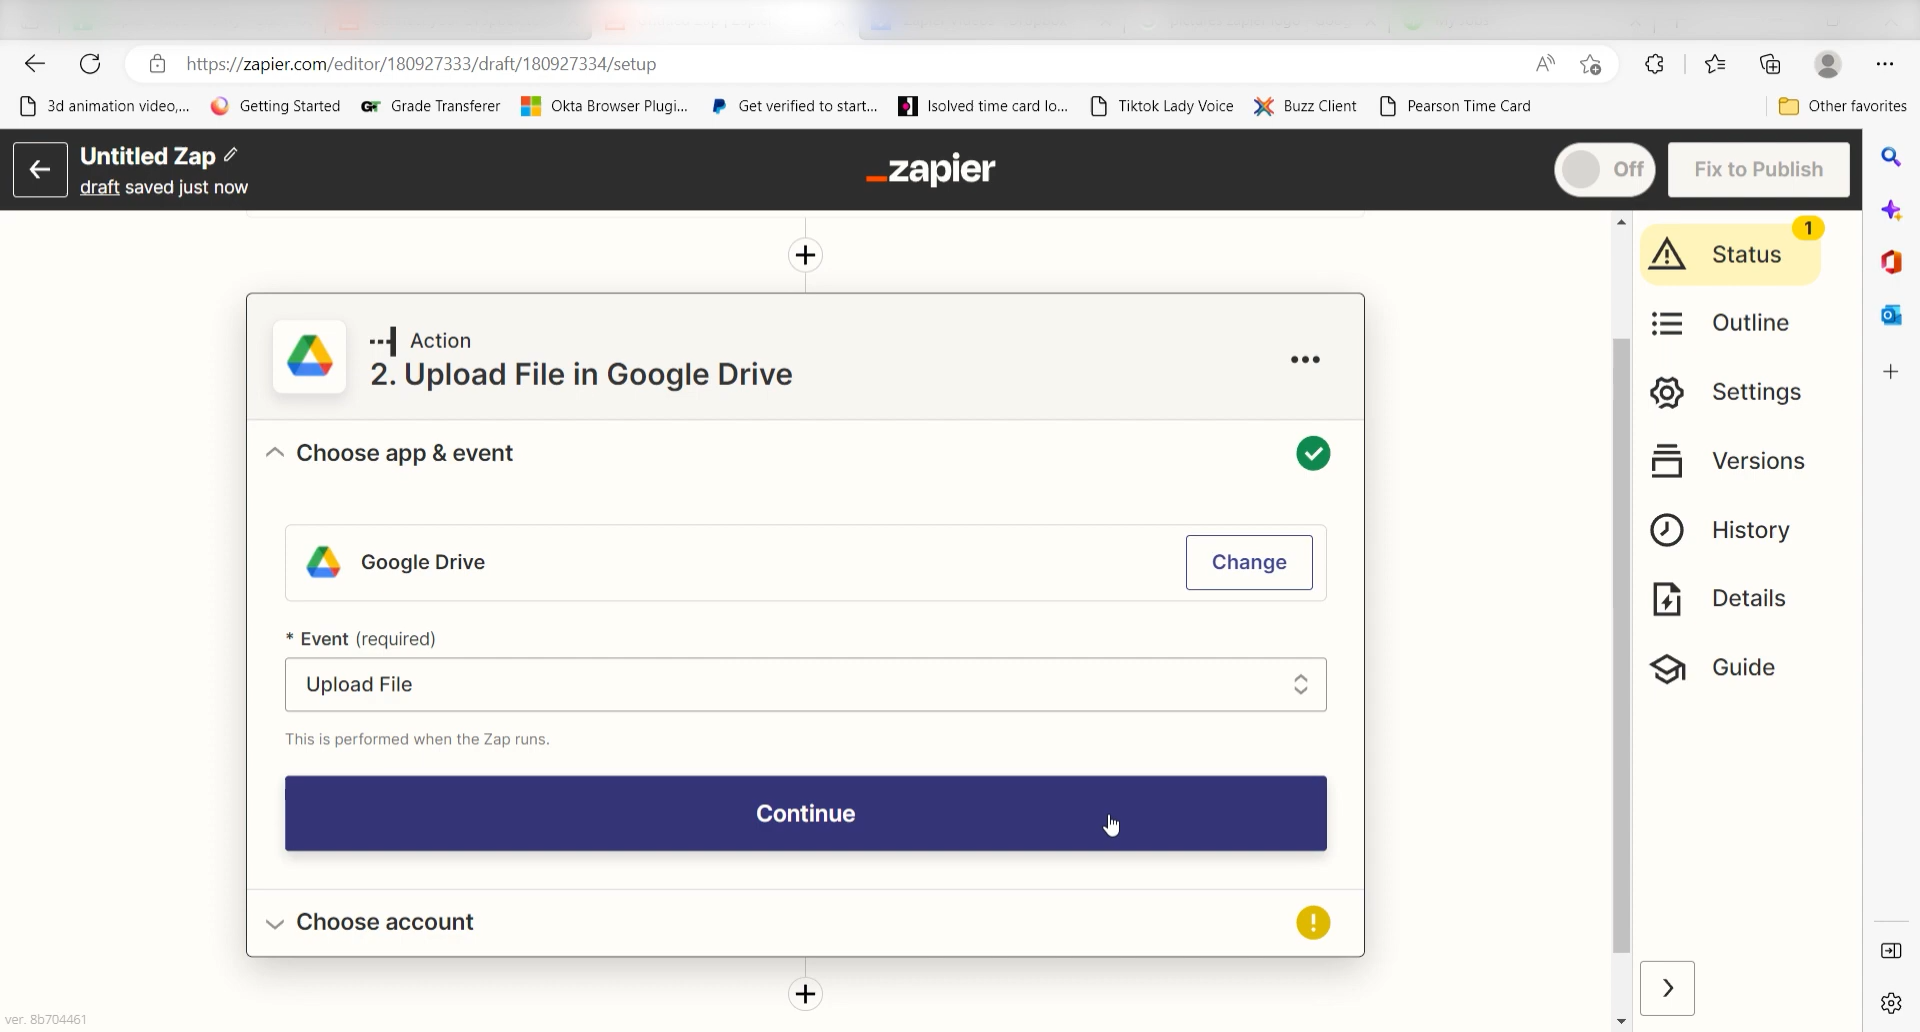 https://zapier.com/editor/180927333/draft/180927334/setup
3d animation video,... Getting Started GT Grade Transferer Okta Browser Plugi... Get verified to start... Isolved time card lo... Tiktok Lady Voice Buzz Client Pearson Time Card Other favorites
Untitled Zap
draft saved just now
zapier
Off
Fix to Publish
1
Status
Outline
Settings
Versions
History
Details
Guide
Action
2. Upload File in Google Drive
Choose app & event
Google Drive
Change
* Event (required)
Upload File
This is performed when the Zap runs.
Continue
Choose account
ver. 8b704461